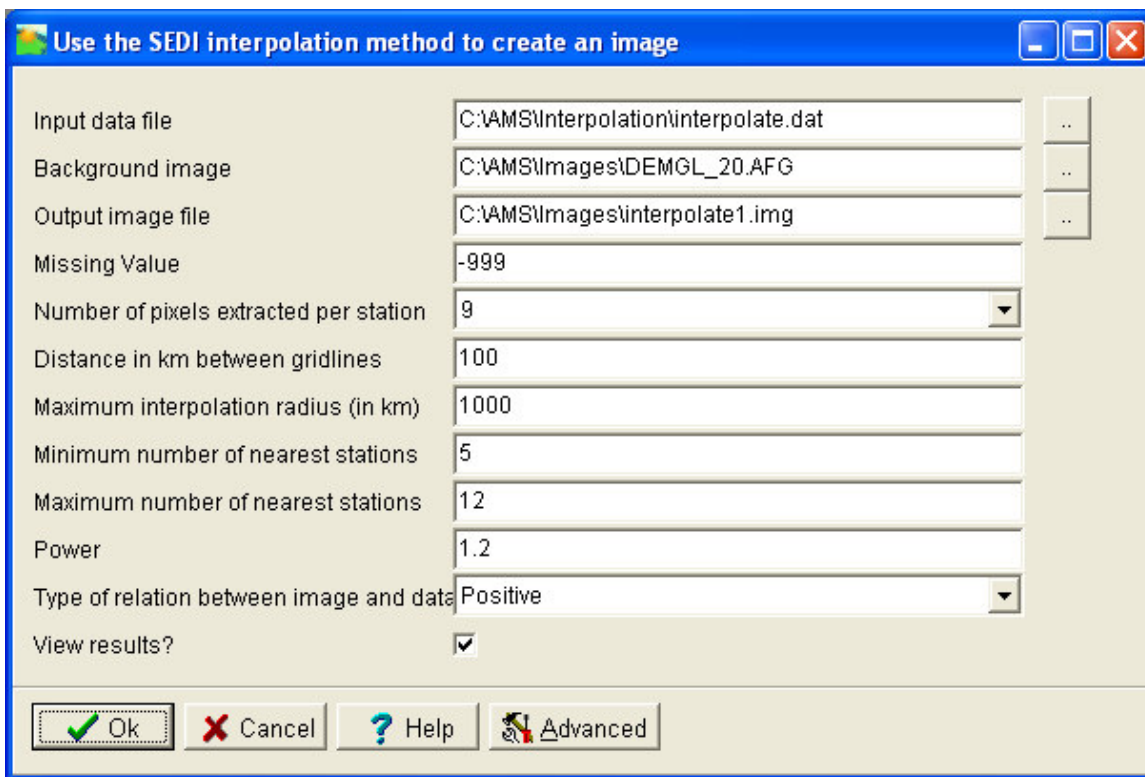 Use the SEDI interpolation method to create an image
Input data file C:\AMS\Interpolation\interpolate.dat ..
Background image C:\AMS\Images\DEMGL_20.AFG ..
Output image file C:\AMS\Images\interpolate1.img ..
Missing Value -999
Number of pixels extracted per station 9
Distance in km between gridlines 100
Maximum interpolation radius (in km) 1000
Minimum number of nearest stations 5
Maximum number of nearest stations 12
Power 1.2
Type of relation between image and data Positive
View results?
Ok Cancel Help Advanced